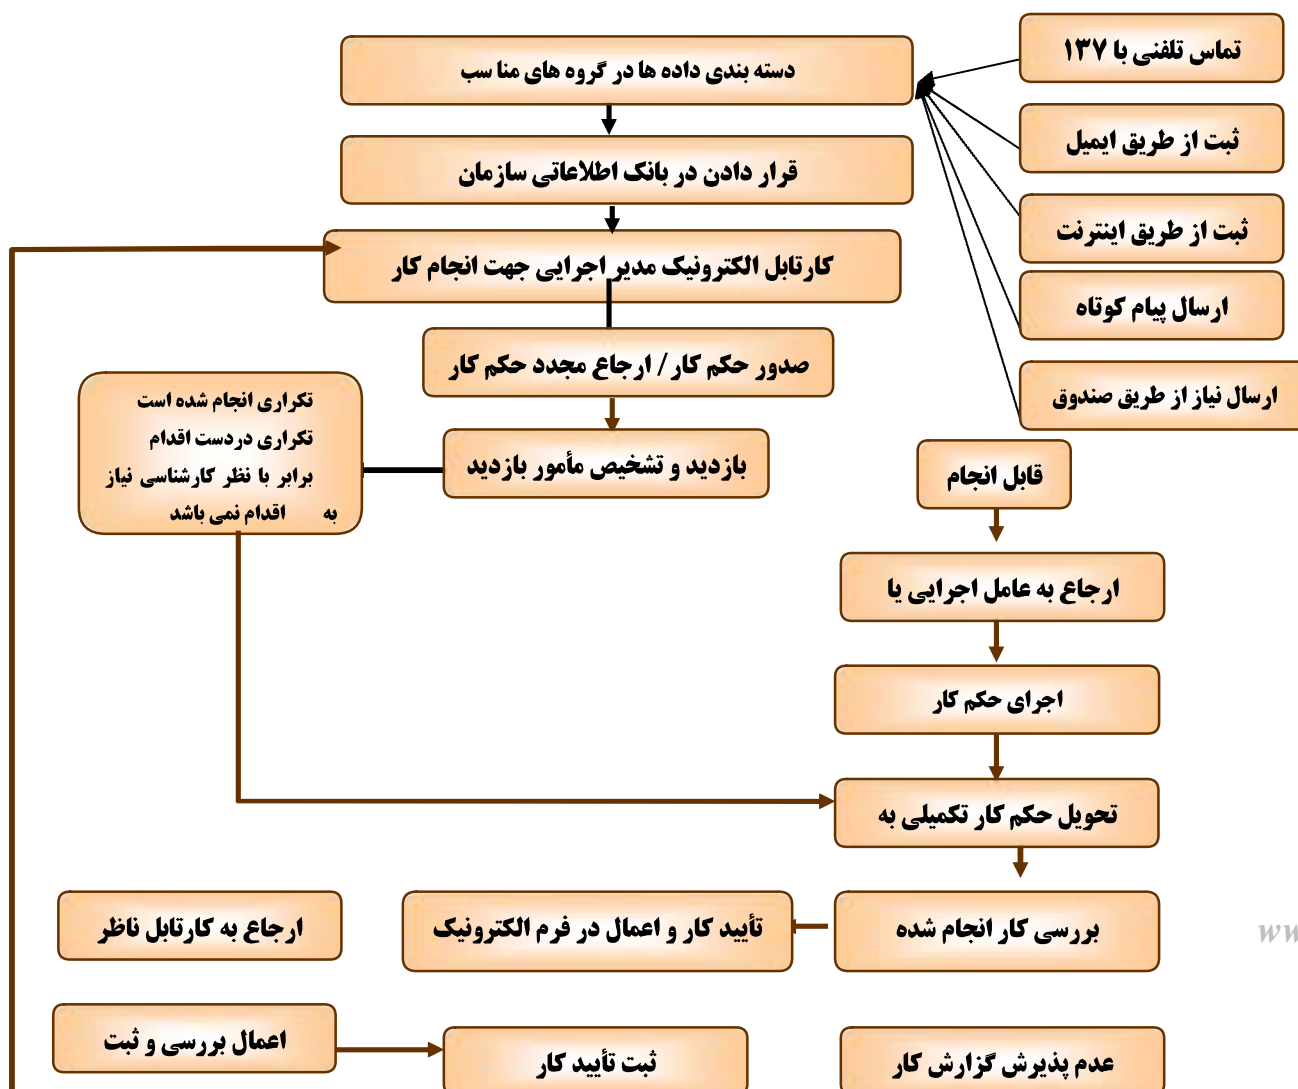 تماس تلفنی با ۱۳۷
ثبت از طریق ایمیل
ثبت از طریق اینترنت
ارسال پیام کوتاه
ارسال نیاز از طریق صندوق
دسته بندی داده ها در گروه های منا سب
قرار دادن در بانک اطلاعاتی سازمان
کارتابل الکترونیک مدیر اجرایی جهت انجام کار
صدور حکم کار / ارجاع مجدد حکم کار
بازدید و تشخیص مأمور بازدید
تکراری انجام شده است
تکراری دردست اقدام
برابر با نظر کارشناسی نیاز
به اقدام نمی باشد
قابل انجام
ارجاع به عامل اجرایی یا
اجرای حکم کار
تحویل حکم کار تکمیلی به
بررسی کار انجام شده
تأیید کار و اعمال در فرم الکترونیک
ارجاع به کارتابل ناظر
عدم پذیرش گزارش کار
ثبت تأیید کار
اعمال بررسی و ثبت